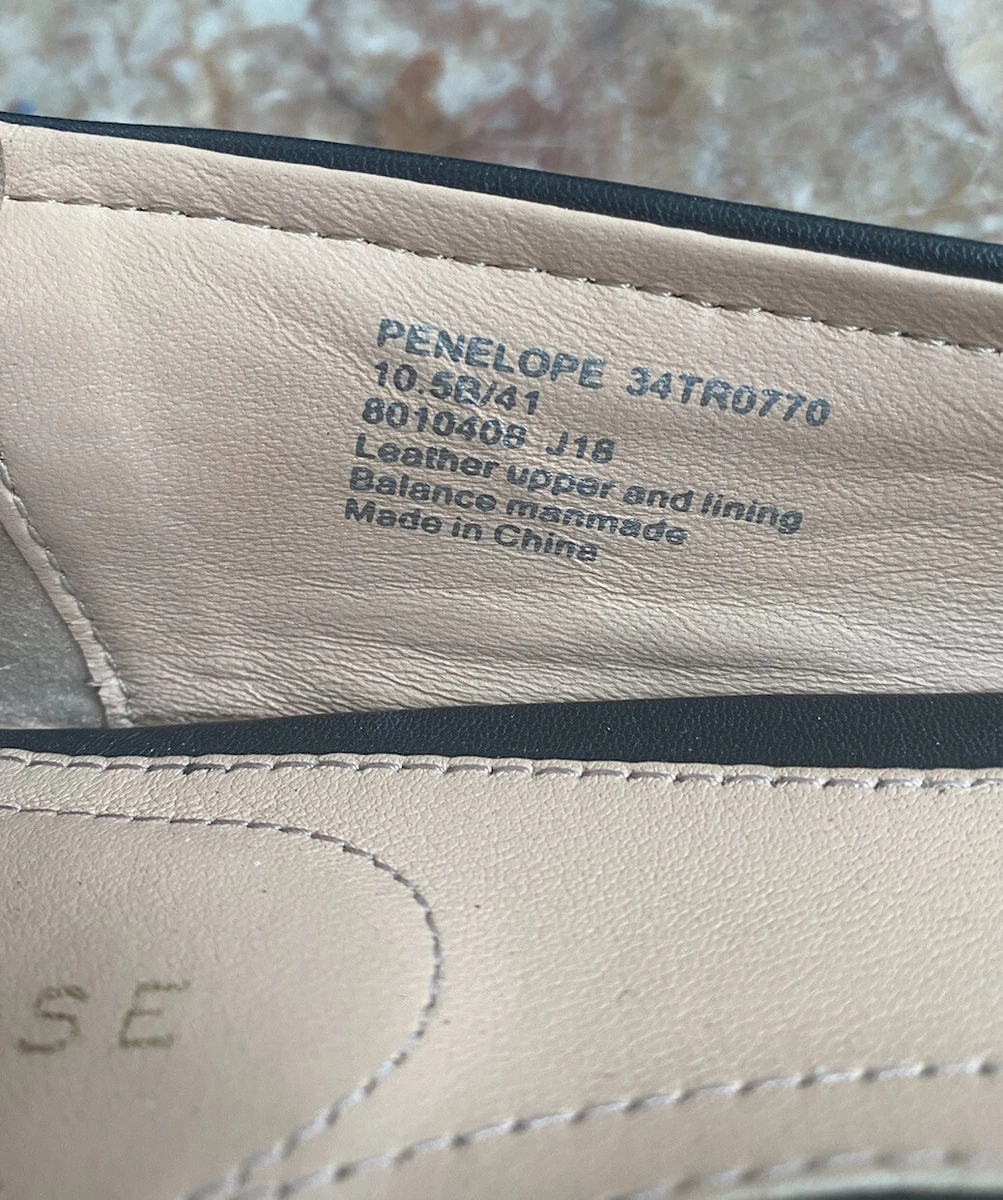 PENELOPE 34TR0770
10.5B/41
8010408 J18
Leather upper and lining
Balance manmade
Made in China
SE